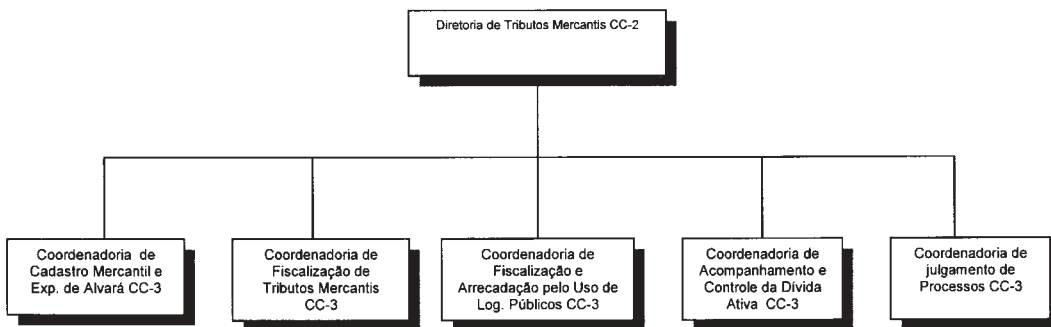 Diretoria de Tributos Mercantis CC-2
Coordenadoria de
Cadastro Mercantil e
Exp. de Alvará CC-3
Coordenadoria de
Fiscalização de
Tributos Mercantis
CC-3
Coordenadoria de
Fiscalização e
Arrecadação pelo Uso de
Log. Públicos CC-3
Coordenadoria de
Acompanhamento e
Controle da Dívida
Ativa CC-3
Coordenadoria de
julgamento de
Processos CC-3